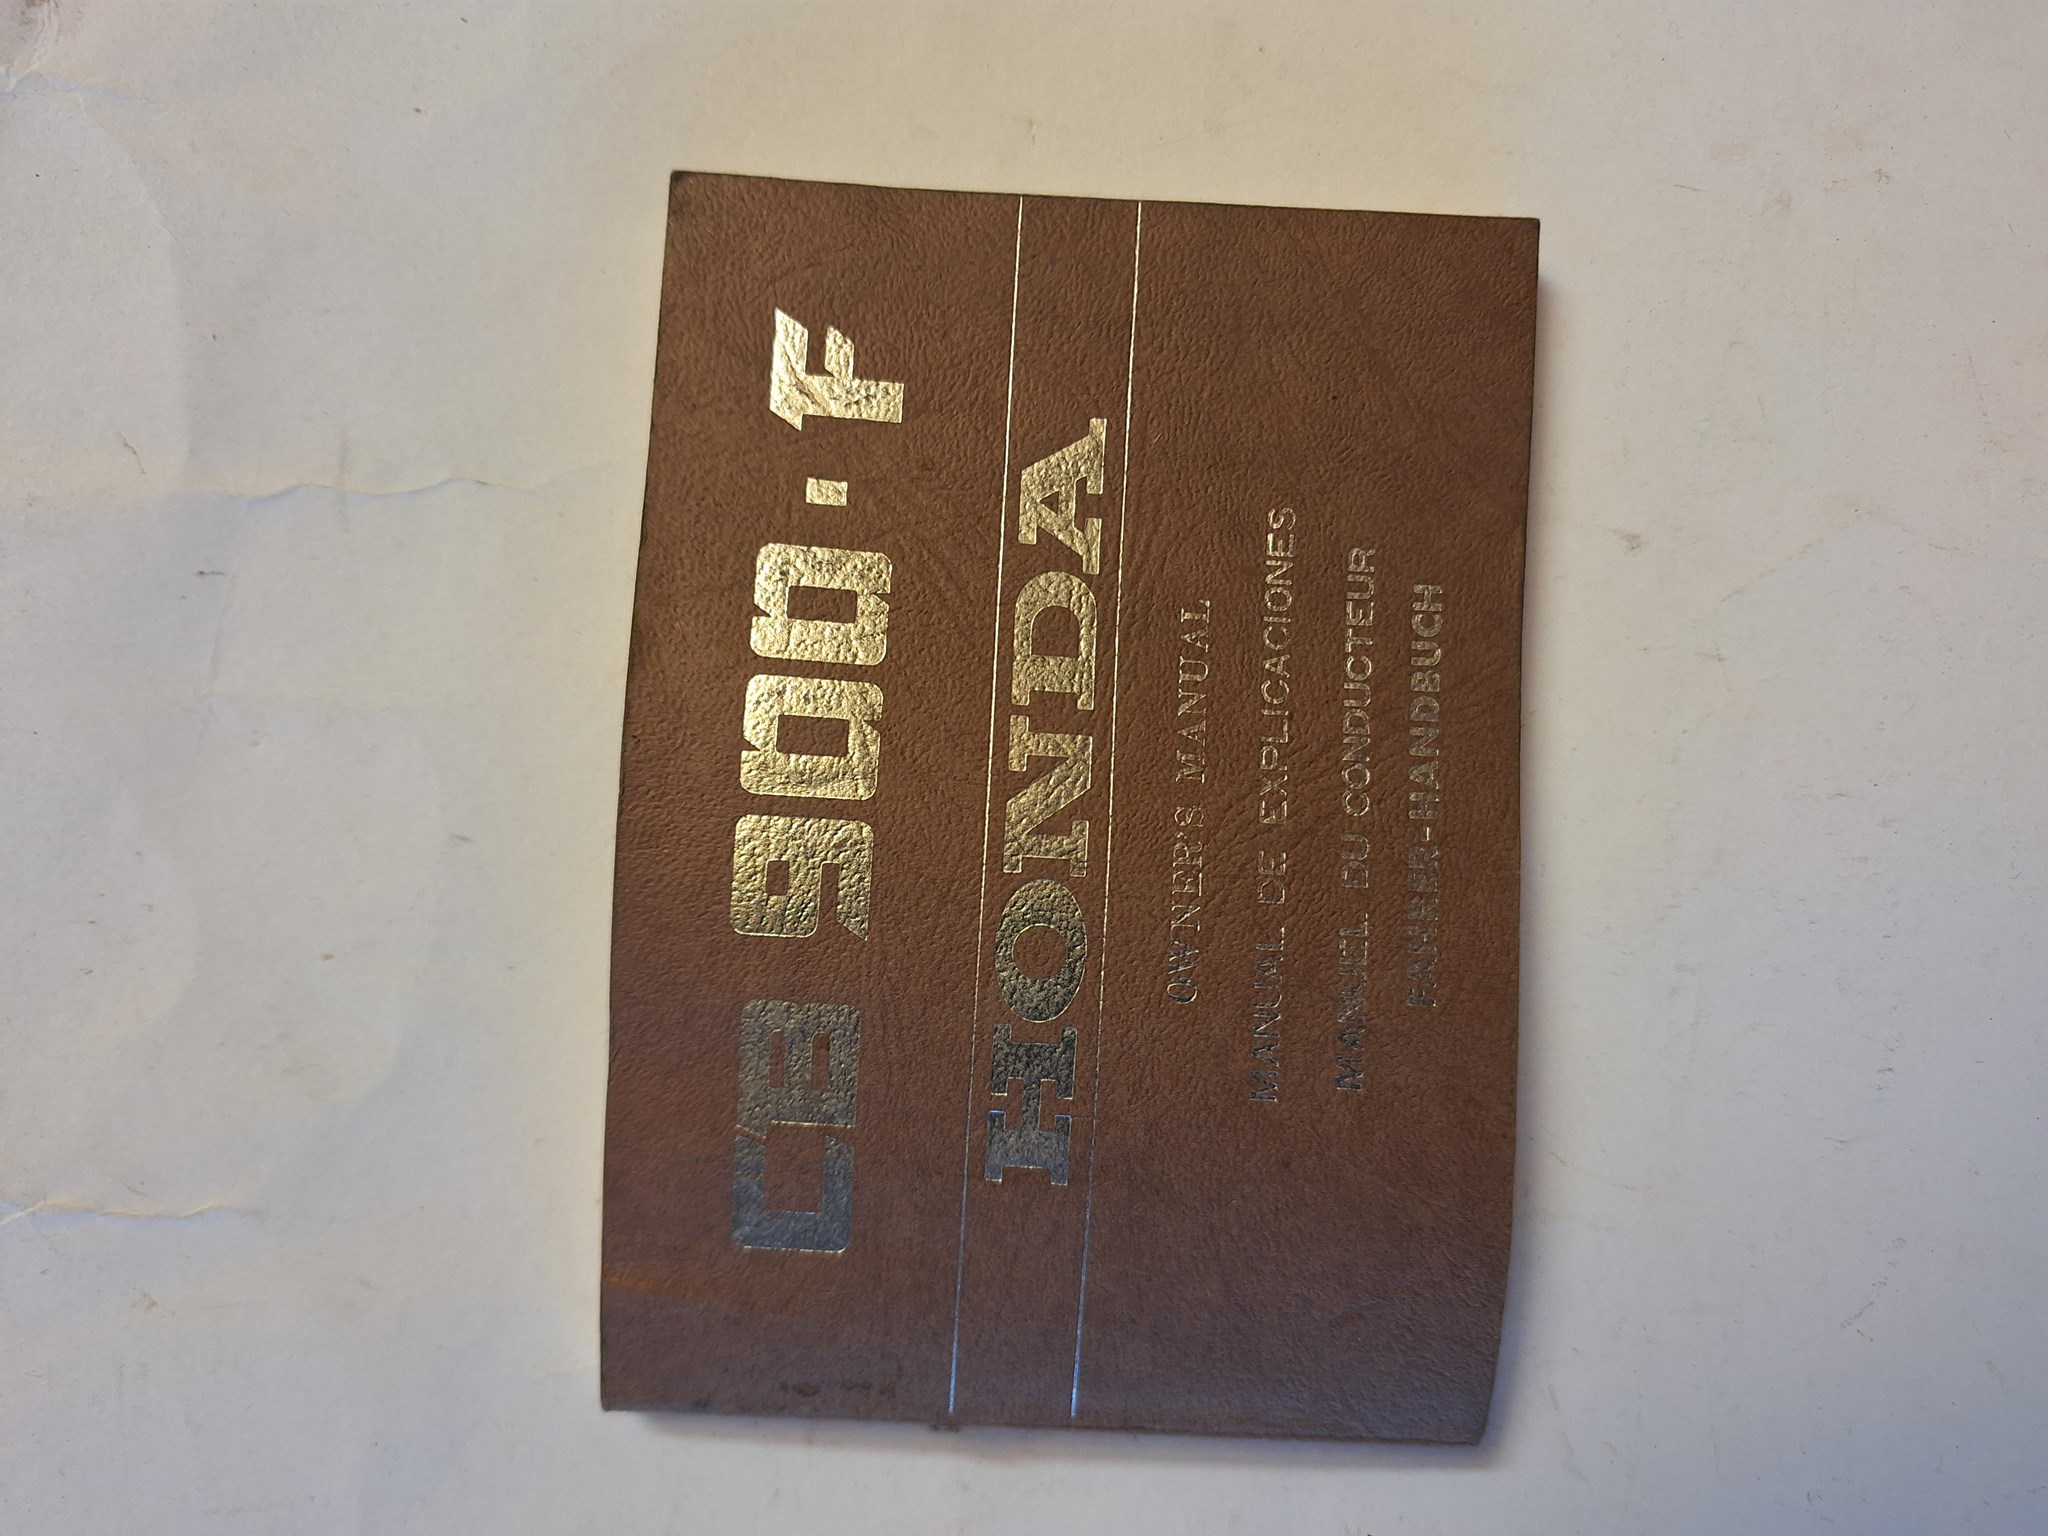 CB 900·F
HONDA
OWNER'S MANUAL
MANUAL DE EXPLICACIONES
MANUEL DU CONDUCTEUR
FAHRER-HANDBUCH